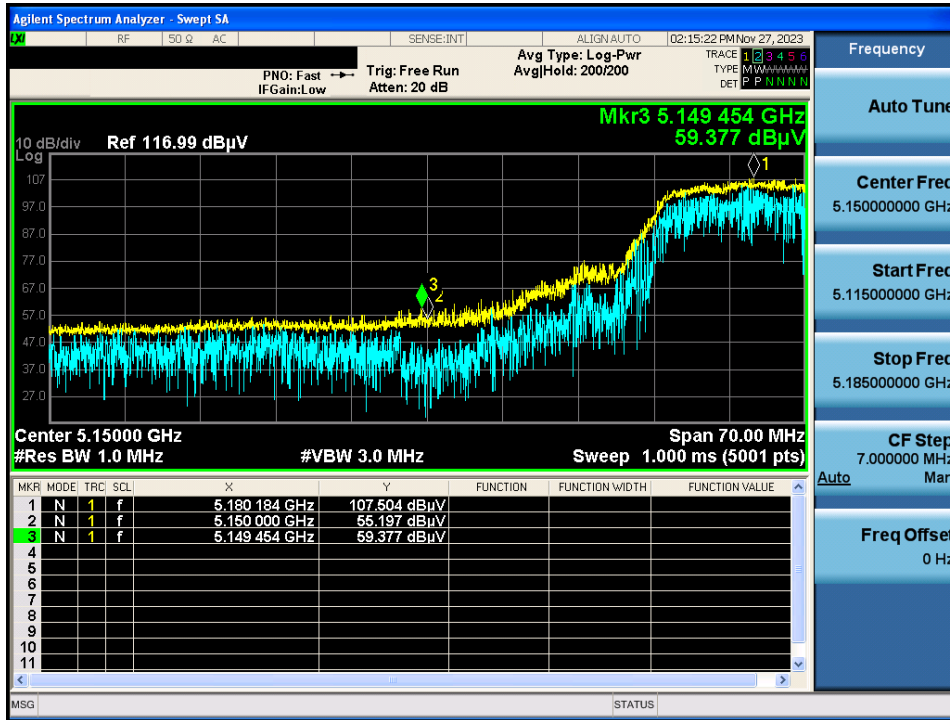 Agilent Spectrum Analyzer - Swept SA
LXI RF 50 Ω AC SENSE:INT ALIGN AUTO 02:15:22 PM Nov 27, 2023
Frequency
PNO: Fast
IFGain:Low
Trig: Free Run
Atten: 20 dB
Avg Type: Log-Pwr
Avg|Hold: 200/200
TRACE 1 2 3 4 5 6
TYPE M W
DET P P N N N N
Auto Tune
Mkr3 5.149 454 GHz
59.377 dBµV
10 dB/div Ref 116.99 dBµV
Log
107
97.0
87.0
77.0
67.0
57.0
47.0
37.0
27.0
1
3
2
Center 5.15000 GHz Span 70.00 MHz
#Res BW 1.0 MHz #VBW 3.0 MHz Sweep 1.000 ms (5001 pts)
Center Freq
5.150000000 GHz
Start Freq
5.115000000 GHz
Stop Freq
5.185000000 GHz
CF Step
7.000000 MHz
Auto Man
Freq Offset
0 Hz
MKR MODE TRC SCL X Y FUNCTION FUNCTION WIDTH FUNCTION VALUE
1 N 1 f 5.180 184 GHz 107.504 dBµV
2 N 1 f 5.150 000 GHz 55.197 dBµV
3 N 1 f 5.149 454 GHz 59.377 dBµV
4
5
6
7
8
9
10
11
MSG STATUS